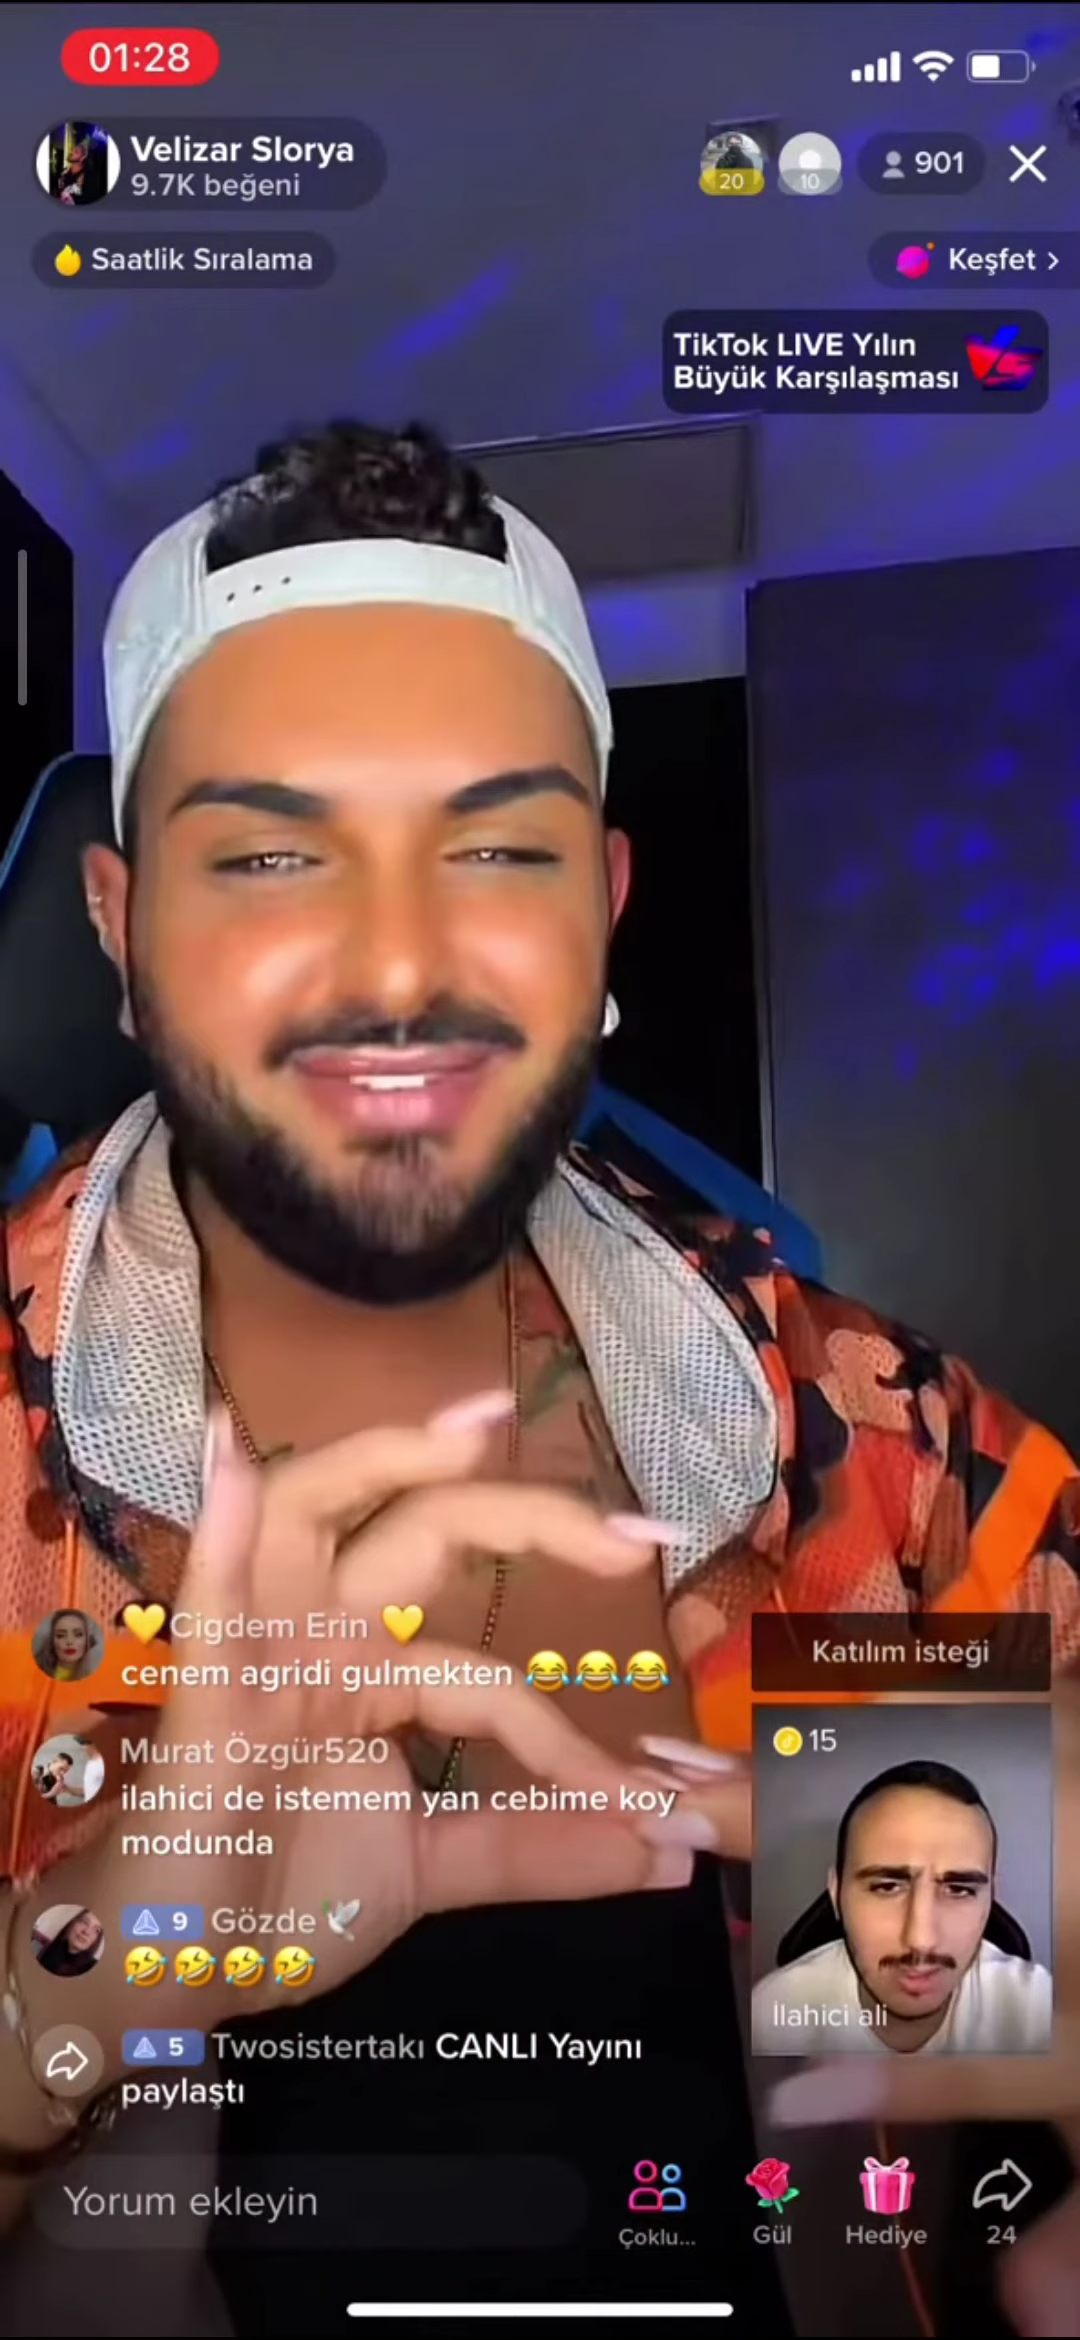 01:28
Velizar Slorya
9.7K beğeni
20
10
901
Saatlik Sıralama
Keşfet >
TikTok LIVE Yılın
Büyük Karşılaşması
💛Cigdem Erin 💛
cenem agridi gulmekten 😂😂😂
Murat Özgür520
ilahici de istemem yan cebime koy
modunda
9 Gözde🕊
🤣🤣🤣🤣
5 Twosistertakı CANLI Yayını
paylaştı
Katılım isteği
15
İlahici ali
Yorum ekleyin
Çoklu...
Gül
Hediye
24